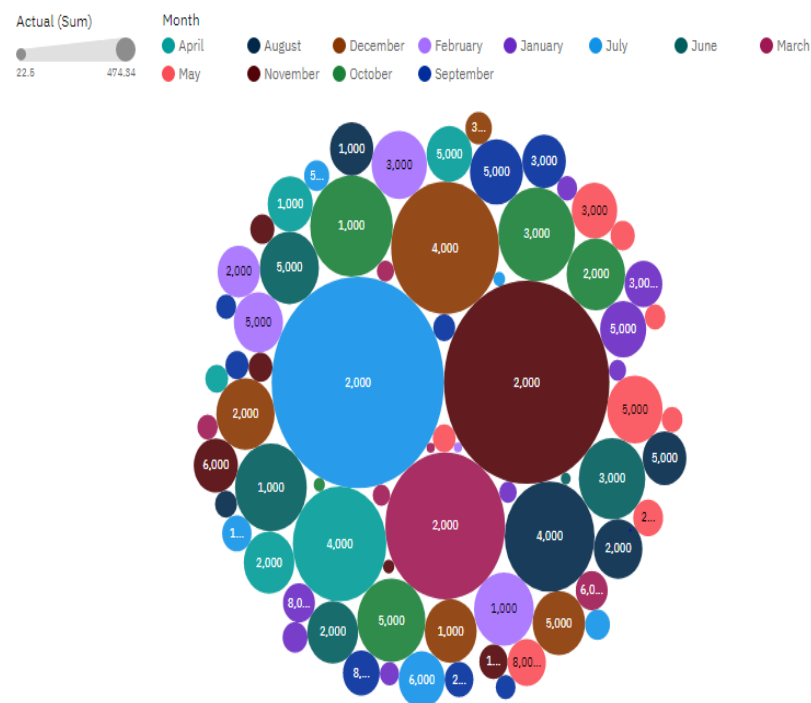 Actual (Sum)
22.5 474.34
Month
April August December February January July June March
May November October September
3...
1,000 3,000 5,000 5,000 3,000
5...
1,000 1,000 4,000 3,000 3,000
2,000 5,000 2,000 3,00...
5,000 5,000
2,000 2,000
2,000 5,000
6,000 5,000
1,000 3,000
2,000 4,000 2...
1... 4,000 2,000
2,000
8,0... 6,0...
2,000 5,000 1,000 1,000 5,000
8,... 6,000 2... 1... 8,00...